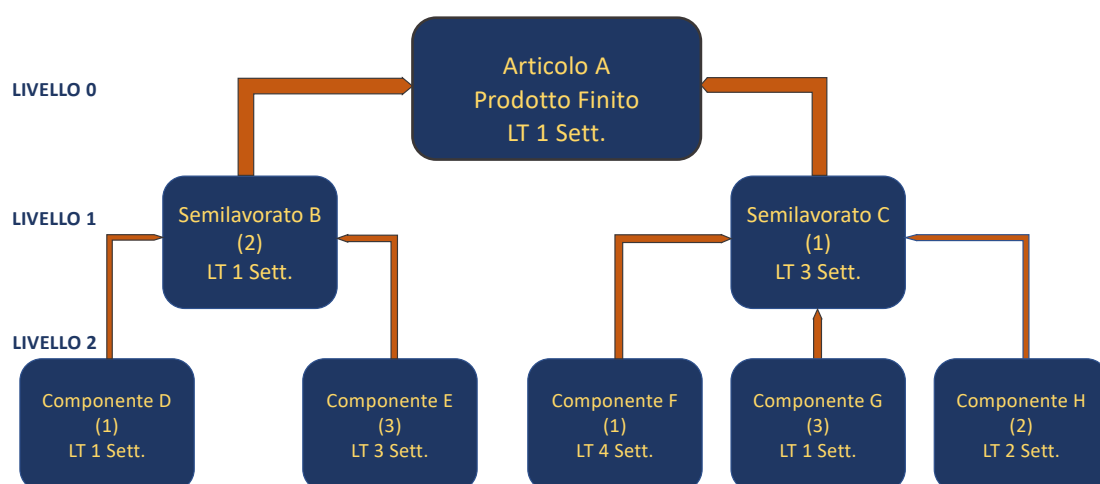 Articolo A
Prodotto Finito
LT 1 Sett.
LIVELLO 0
LIVELLO 1
Semilavorato B
(2)
LT 1 Sett.
Semilavorato C
(1)
LT 3 Sett.
LIVELLO 2
Componente D
(1)
LT 1 Sett.
Componente E
(3)
LT 3 Sett.
Componente F
(1)
LT 4 Sett.
Componente G
(3)
LT 1 Sett.
Componente H
(2)
LT 2 Sett.